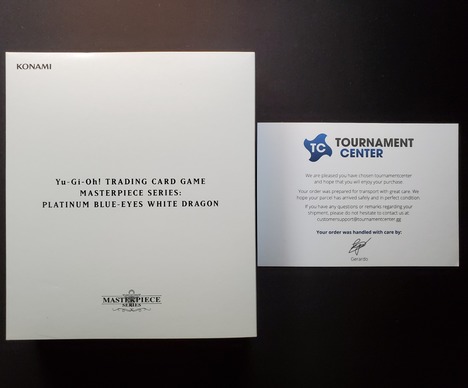 KONAMI
Yu-Gi-Oh! TRADING CARD GAME
MASTERPIECE SERIES:
PLATINUM BLUE-EYES WHITE DRAGON
MASTERPIECE
SERIES
TC
TOURNAMENT
CENTER
We are pleased you have chosen tournamentcenter
and hope that you will enjoy your purchase.
Your order was prepared for transport with great care. We
hope your parcel has arrived safely and in perfect condition.
If you have any questions or remarks regarding your
shipment, please do not hesitate to contact us at
customersupport@tournamentcenter.gg
Your order was handled with care by:
Gerardo